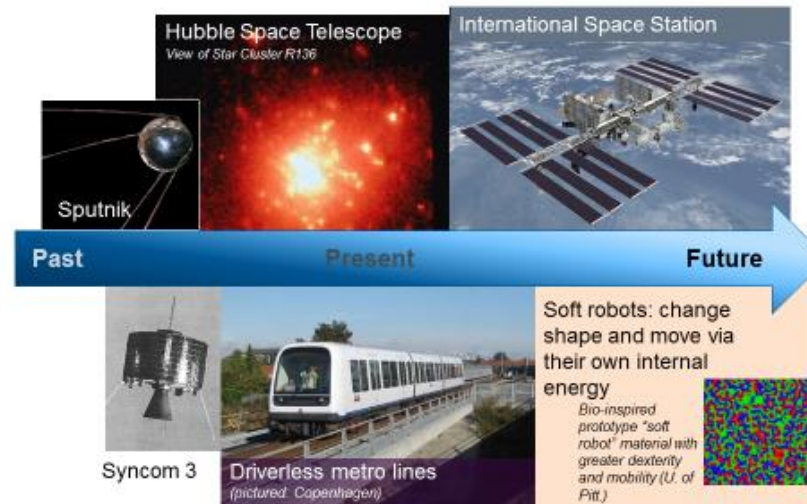 Hubble Space Telescope
View of Star Cluster R136
International Space Station
Sputnik
Past
Present
Future
Syncom 3
Driverless metro lines
(pictured: Copenhagen)
Soft robots: change
shape and move via
their own internal
energy
Bio-inspired
prototype "soft
robot" material with
greater dexterity
and mobility (U. of
Pitt.)